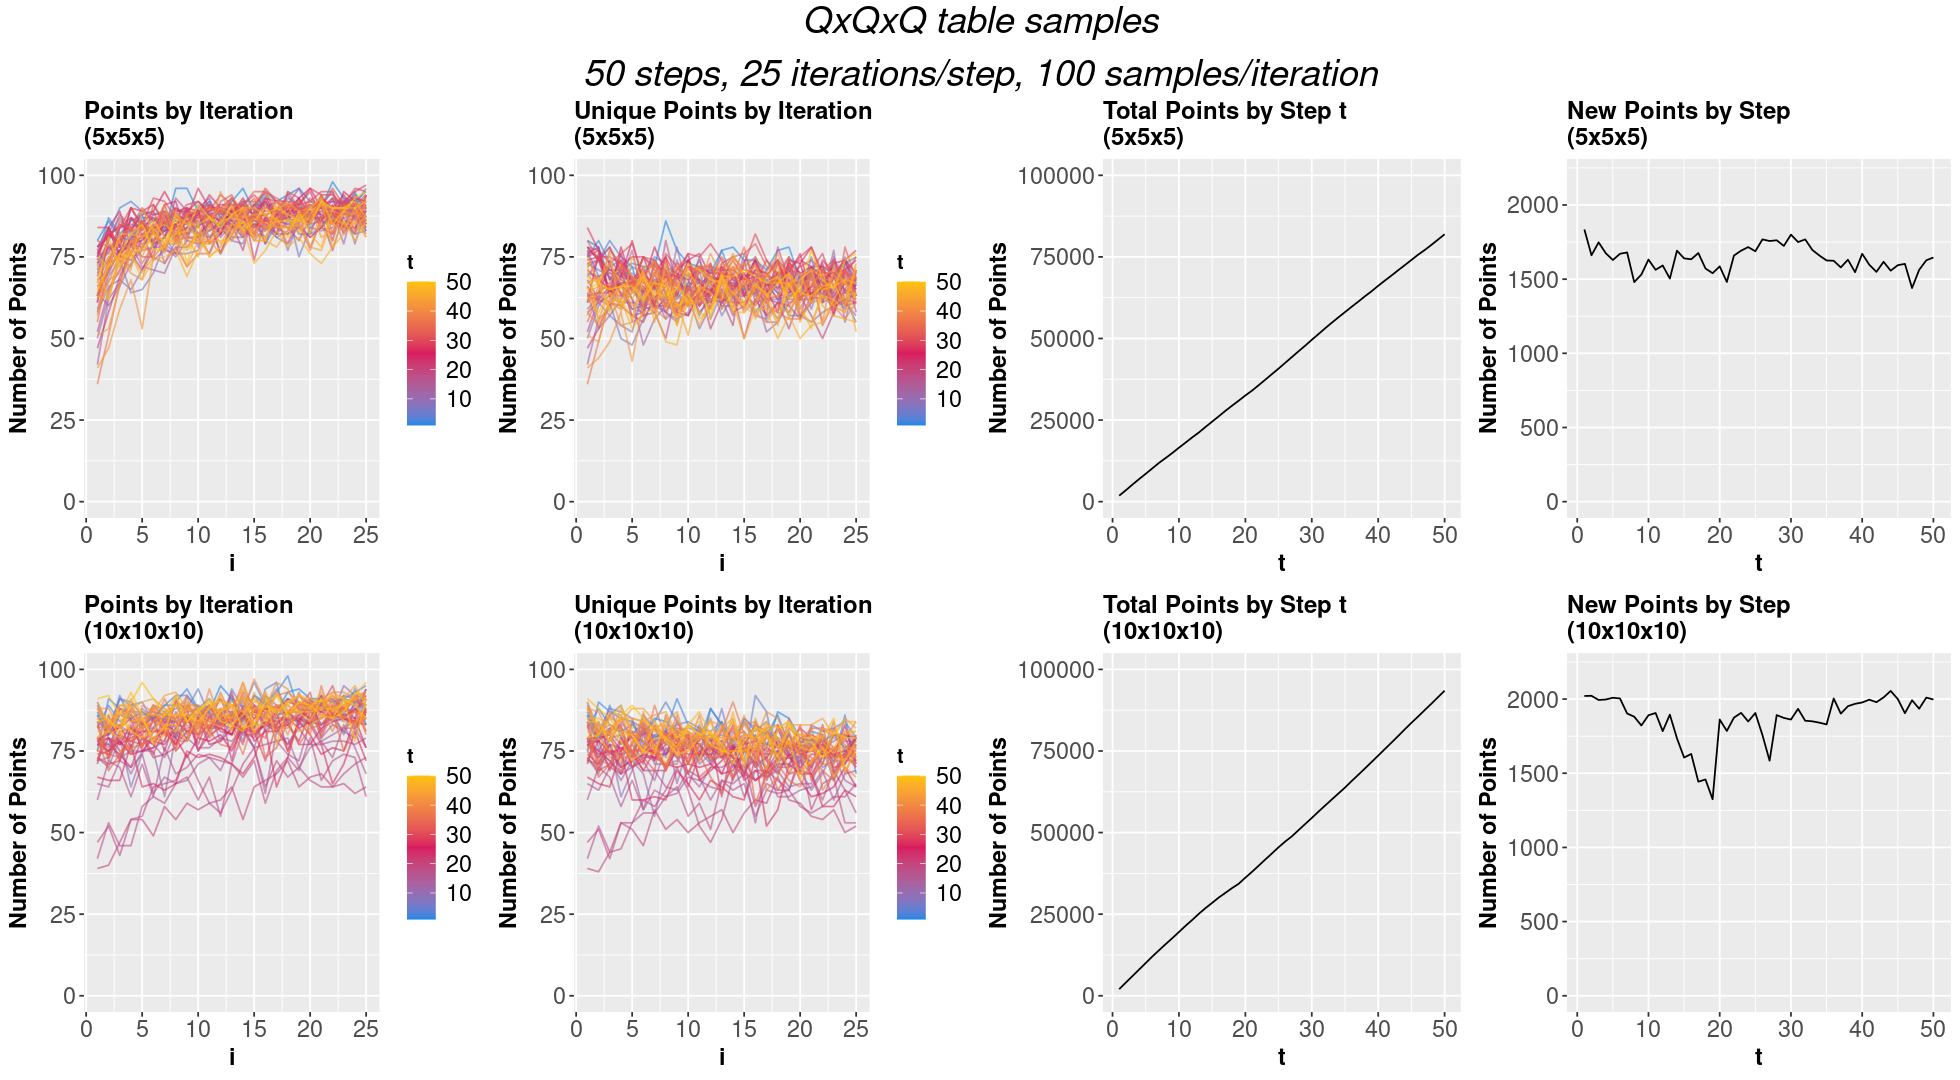 QxQxQ table samples
50 steps, 25 iterations/step, 100 samples/iteration
Points by Iteration
(5x5x5)
Number of Points
100
75
50
25
0
0 5 10 15 20 25
i
t
50
40
30
20
10
Unique Points by Iteration
(5x5x5)
Number of Points
100
75
50
25
0
0 5 10 15 20 25
i
t
50
40
30
20
10
Total Points by Step t
(5x5x5)
Number of Points
100000
75000
50000
25000
0
0 10 20 30 40 50
t
New Points by Step
(5x5x5)
Number of Points
2000
1500
1000
500
0
0 10 20 30 40 50
t
Points by Iteration
(10x10x10)
Number of Points
100
75
50
25
0
0 5 10 15 20 25
i
t
50
40
30
20
10
Unique Points by Iteration
(10x10x10)
Number of Points
100
75
50
25
0
0 5 10 15 20 25
i
t
50
40
30
20
10
Total Points by Step t
(10x10x10)
Number of Points
100000
75000
50000
25000
0
0 10 20 30 40 50
t
New Points by Step
(10x10x10)
Number of Points
2000
1500
1000
500
0
0 10 20 30 40 50
t